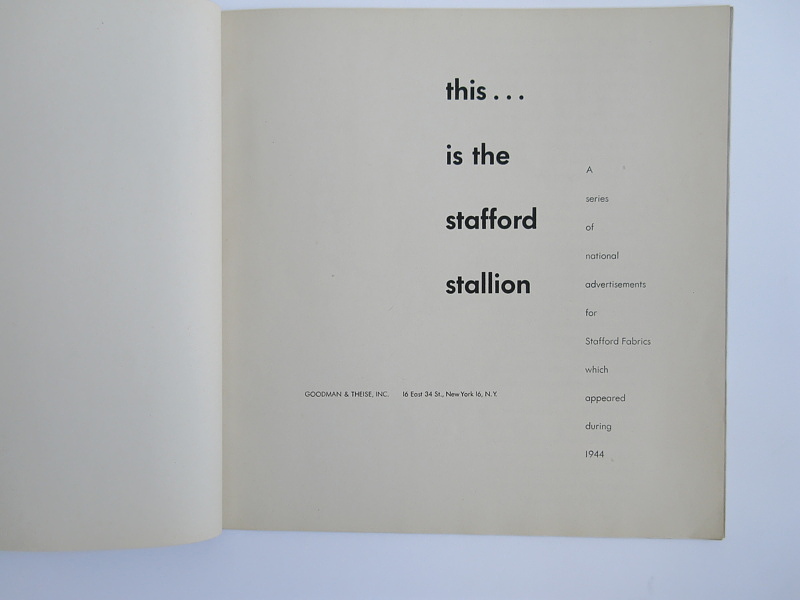 this . . .
is the
stafford
stallion
A
series
of
national
advertisements
for
Stafford Fabrics
which
appeared
during
1944
GOODMAN & THEISE, INC. 16 East 34 St., New York 16, N.Y.